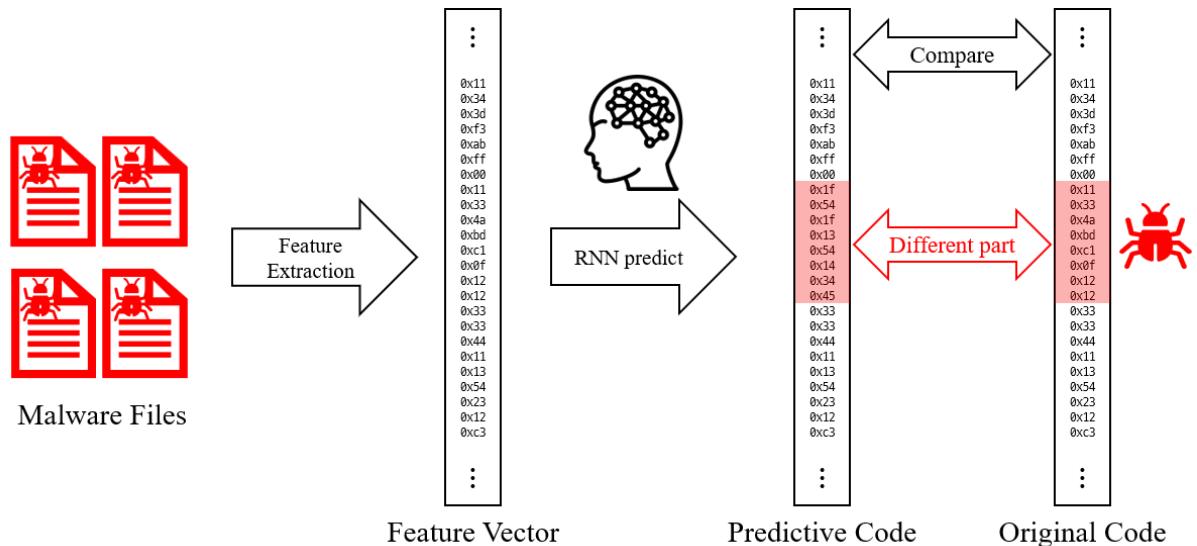 Malware Files
Feature
Extraction
⋮
0x11
0x34
0x3d
0xf3
0xab
0xff
0x00
0x11
0x33
0x4a
0xbd
0xc1
0x0f
0x12
0x12
0x33
0x33
0x44
0x11
0x13
0x54
0x23
0x12
0xc3
⋮
Feature Vector
RNN predict
⋮
0x11
0x34
0x3d
0xf3
0xab
0xff
0x00
0x1f
0x54
0x1f
0x13
0x54
0x14
0x34
0x45
0x33
0x33
0x44
0x11
0x13
0x54
0x23
0x12
0xc3
⋮
Predictive Code
Compare
Different part
⋮
0x11
0x34
0x3d
0xf3
0xab
0xff
0x00
0x11
0x33
0x4a
0xbd
0xc1
0x0f
0x12
0x12
0x33
0x33
0x44
0x11
0x13
0x54
0x23
0x12
0xc3
⋮
Original Code